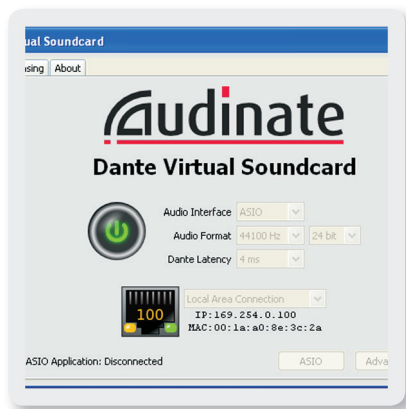 ual Soundcard
nsing About
Audinate
Dante Virtual Soundcard
Audio Interface ASIO
Audio Format 44100 Hz 24 bit
Dante Latency 4 ms
Local Area Connection
100
IP:169.254.0.100
MAC:00:1a:a0:8e:3c:2a
ASIO Application: Disconnected ASIO Adva